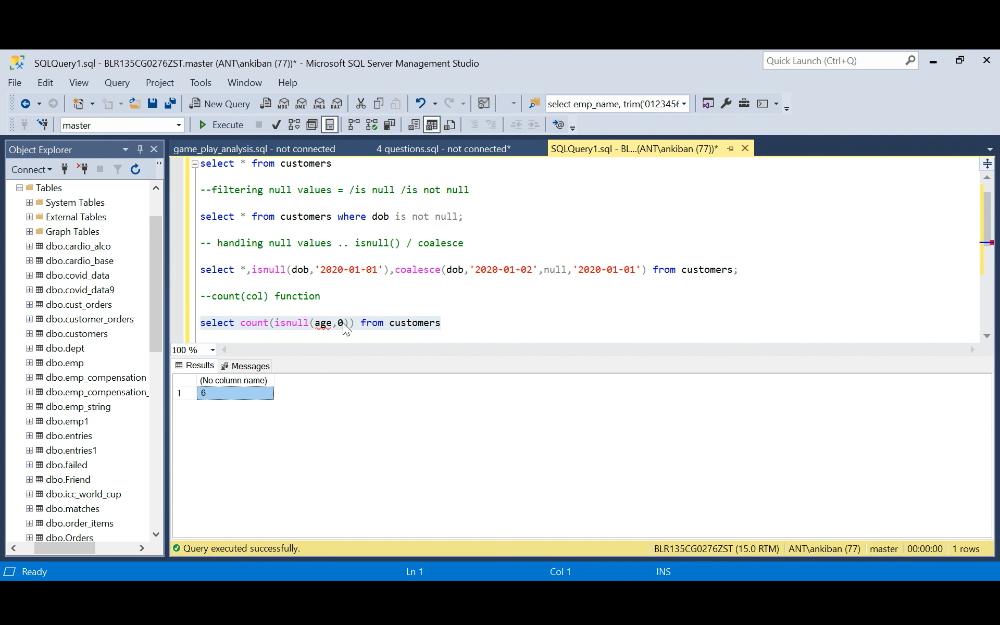 SQLQuery1.sql - BLR135CG0276ZST.master (ANT\ankiban (77))* - Microsoft SQL Server Management Studio
Quick Launch (Ctrl+Q)
File Edit View Query Project Tools Window Help
New Query
MDX DMX XMLA DAX
select emp_name, trim('0123456
master
Execute
Object Explorer
game_play_analysis.sql - not connected
4 questions.sql - not connected*
SQLQuery1.sql - BL...(ANT\ankiban (77))*
Connect
Tables
System Tables
External Tables
Graph Tables
dbo.cardio_alco
dbo.cardio_base
dbo.covid_data
dbo.covid_data9
dbo.cust_orders
dbo.customer_orders
dbo.customers
dbo.dept
dbo.emp
dbo.emp_compensation
dbo.emp_compensation_
dbo.emp_string
dbo.emp1
dbo.entries
dbo.entries1
dbo.failed
dbo.Friend
dbo.icc_world_cup
dbo.matches
dbo.order_items
dbo.Orders
select * from customers
--filtering null values = /is null /is not null
select * from customers where dob is not null;
-- handling null values .. isnull() / coalesce
select *,isnull(dob,'2020-01-01'),coalesce(dob,'2020-01-02',null,'2020-01-01') from customers;
--count(col) function
select count(isnull(age,0)) from customers
100 %
Results Messages
(No column name)
1 6
Query executed successfully.
BLR135CG0276ZST (15.0 RTM) ANT\ankiban (77) master 00:00:00 1 rows
Ready Ln 1 Col 1 INS